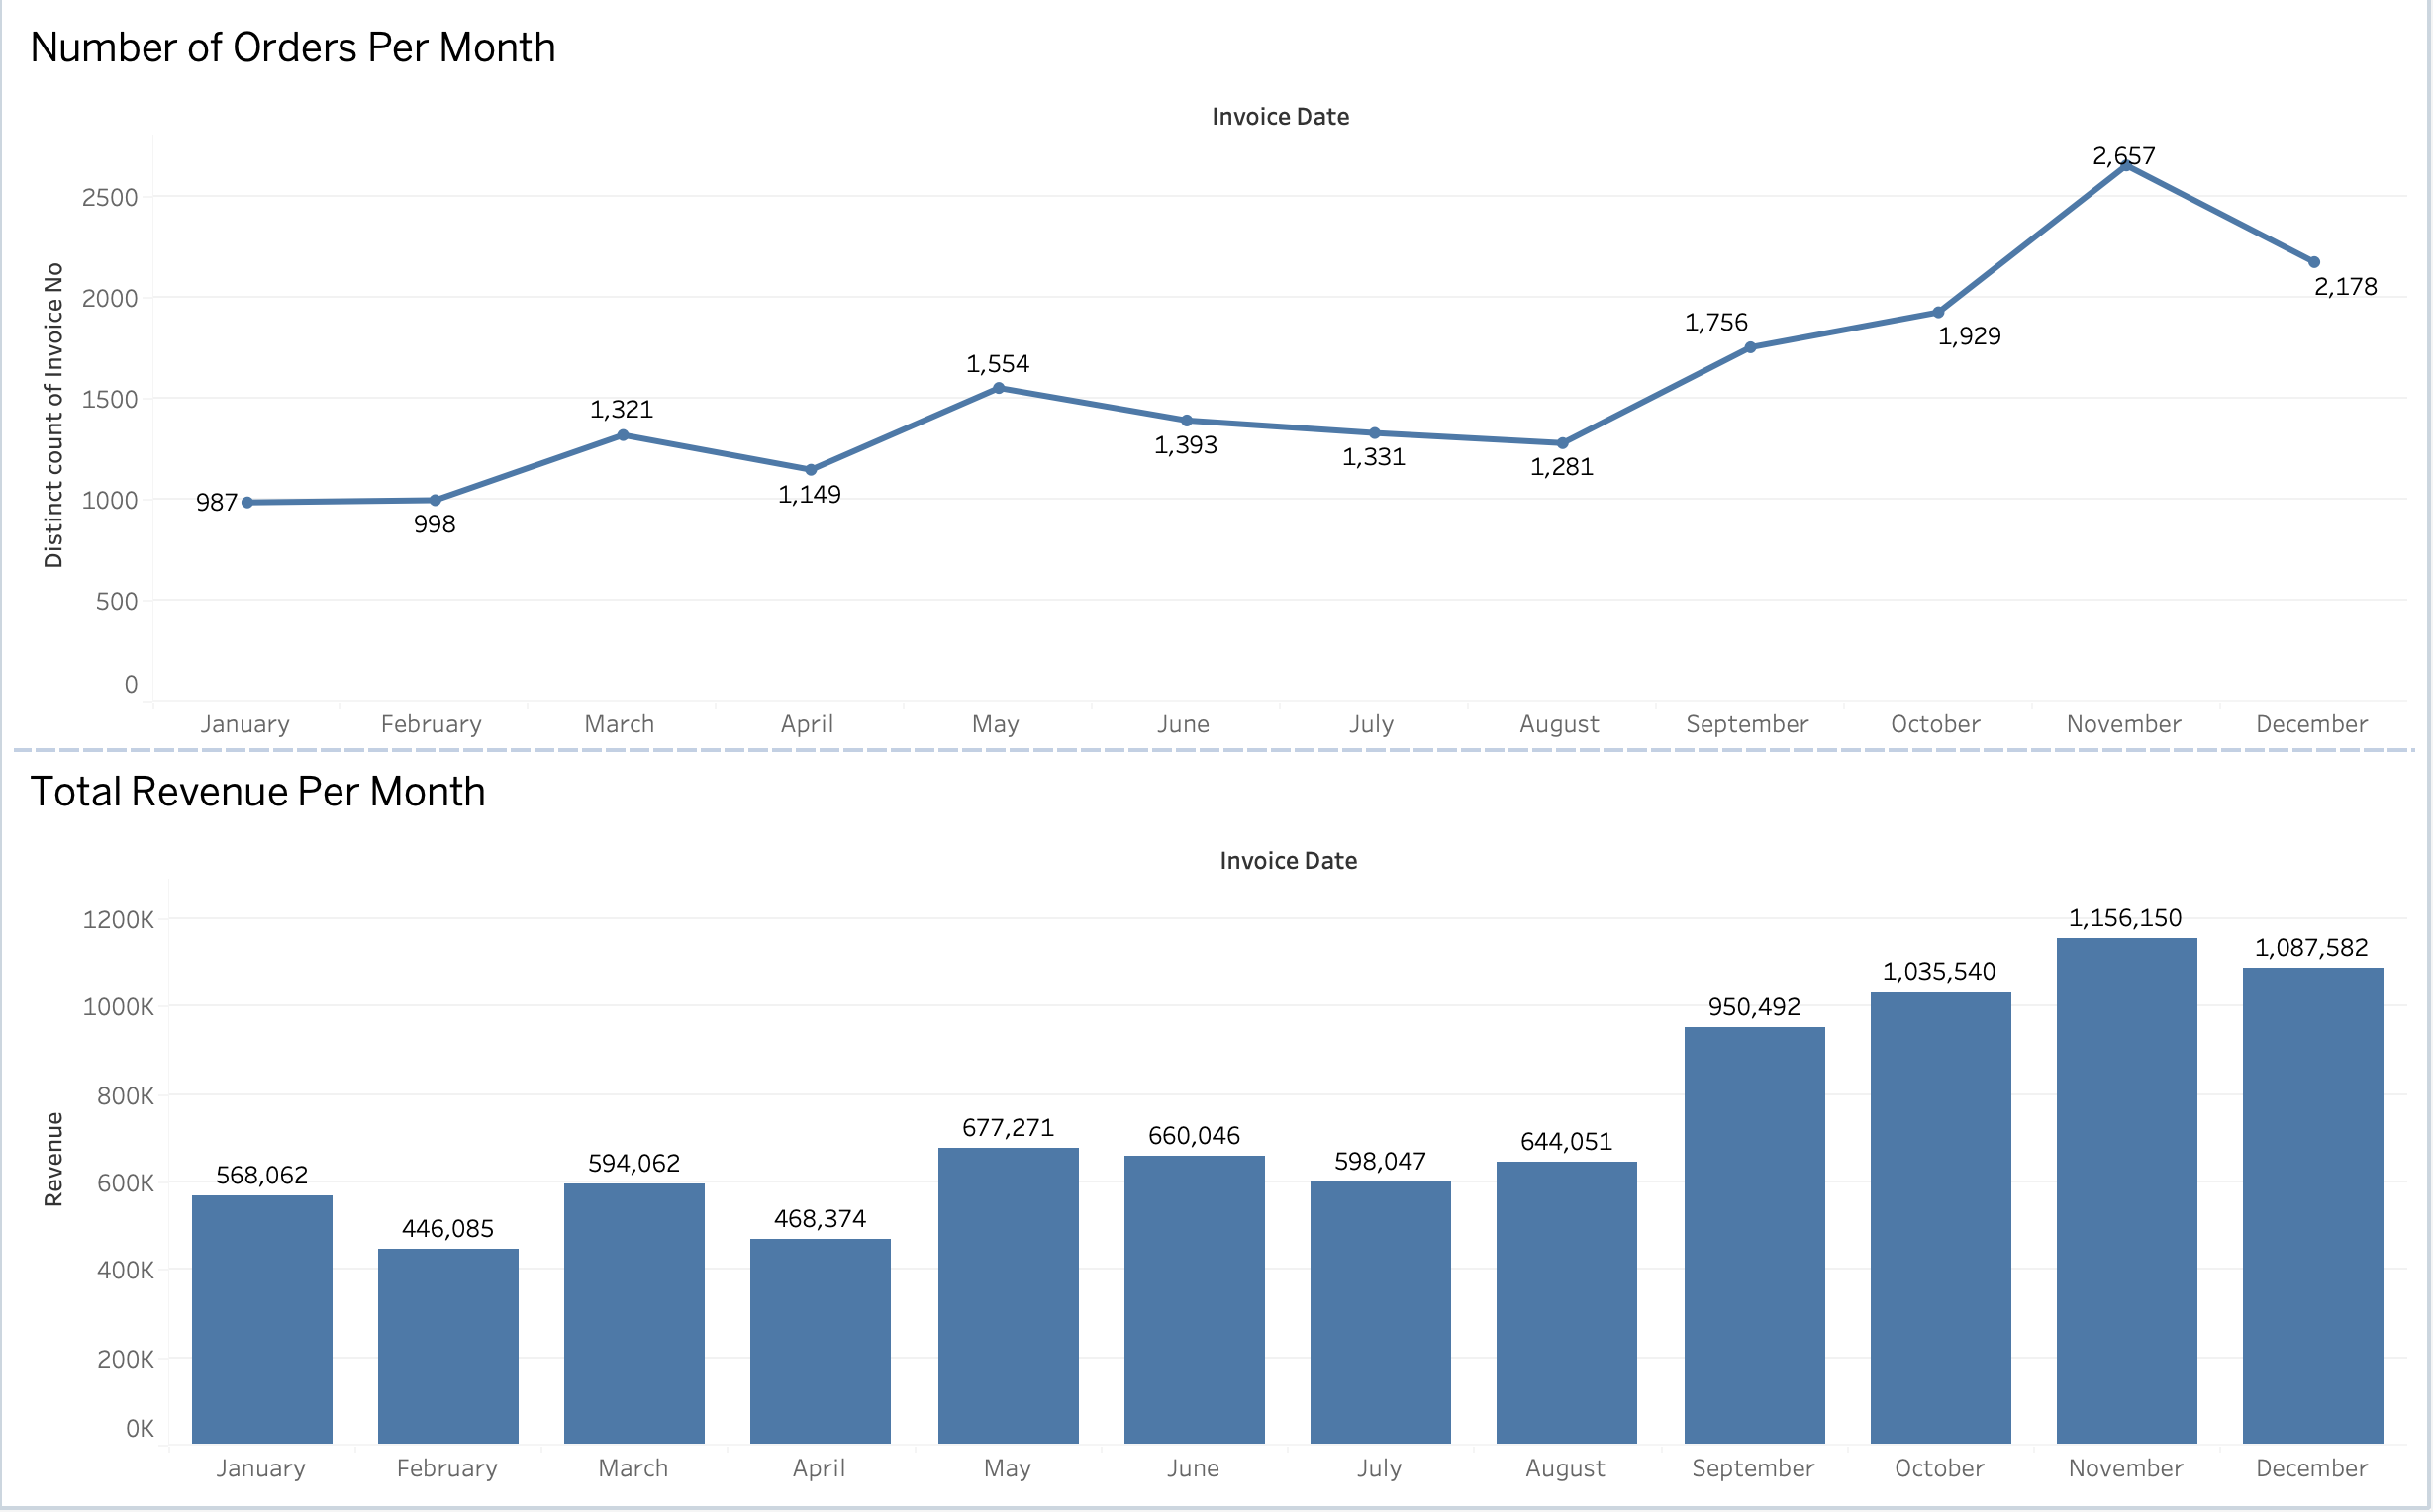 Number of Orders Per Month
Invoice Date
Distinct count of Invoice No
2500
2000
1500
1000
500
0
987
998
1,321
1,149
1,554
1,393
1,331
1,281
1,756
1,929
2,657
2,178
January February March April May June July August September October November December
Total Revenue Per Month
Invoice Date
Revenue
1200K
1000K
800K
600K
400K
200K
0K
568,062
446,085
594,062
468,374
677,271
660,046
598,047
644,051
950,492
1,035,540
1,156,150
1,087,582
January February March April May June July August September October November December